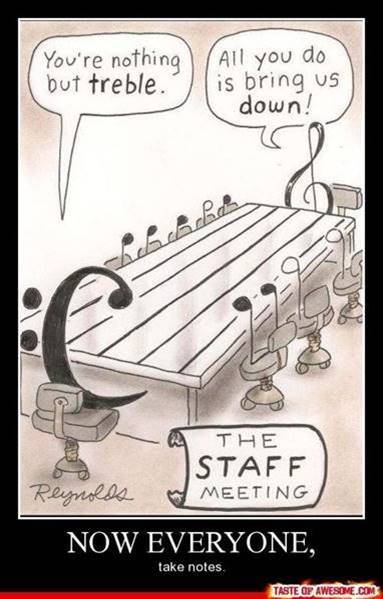 You're nothing
but treble.
All you do
is bring us
down!
THE
STAFF
MEETING
Reynolds
NOW EVERYONE,
take notes.
TASTE OF AWESOME.COM